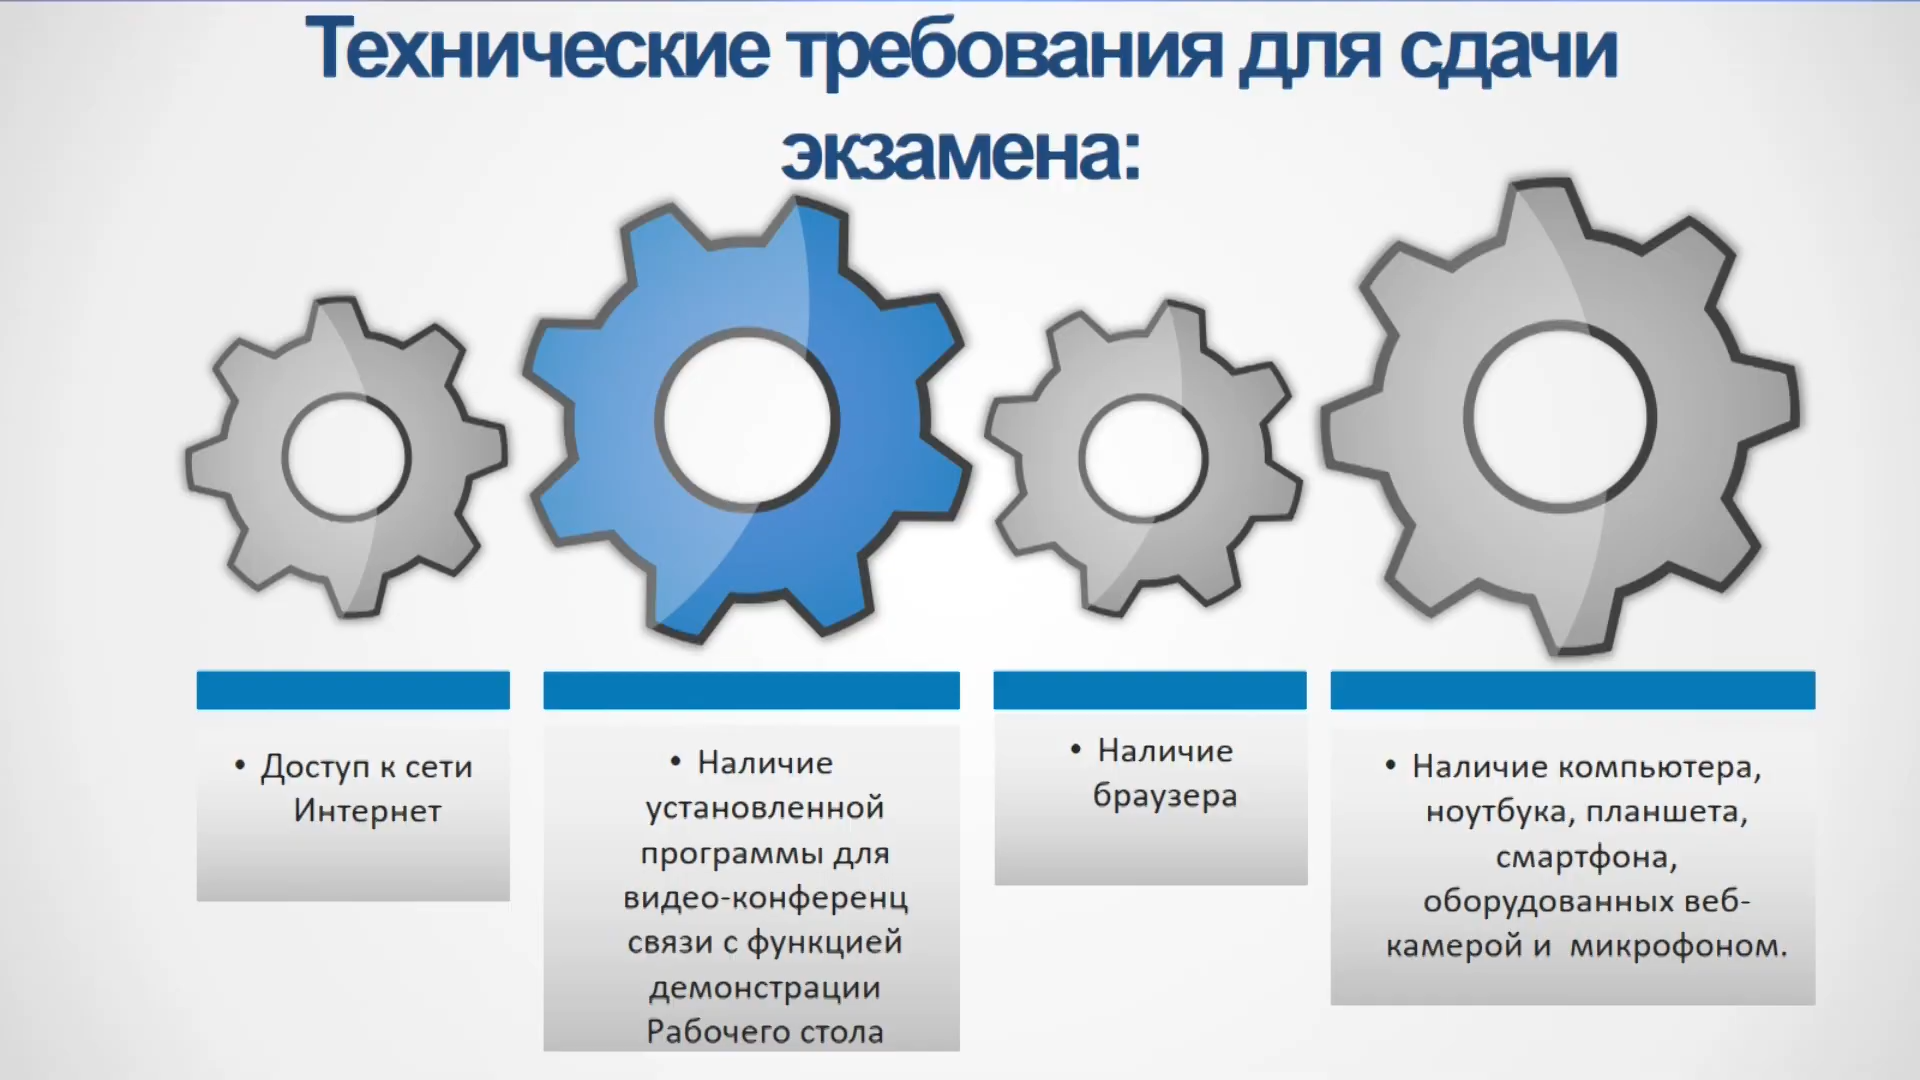 Технические требования для сдачи
экзамена:
• Доступ к сети
Интернет
• Наличие
установленной
программы для
видео-конференц
связи с функцией
демонстрации
Рабочего стола
• Наличие
браузера
• Наличие компьютера,
ноутбука, планшета,
смартфона,
оборудованных веб-
камерой и  микрофоном.